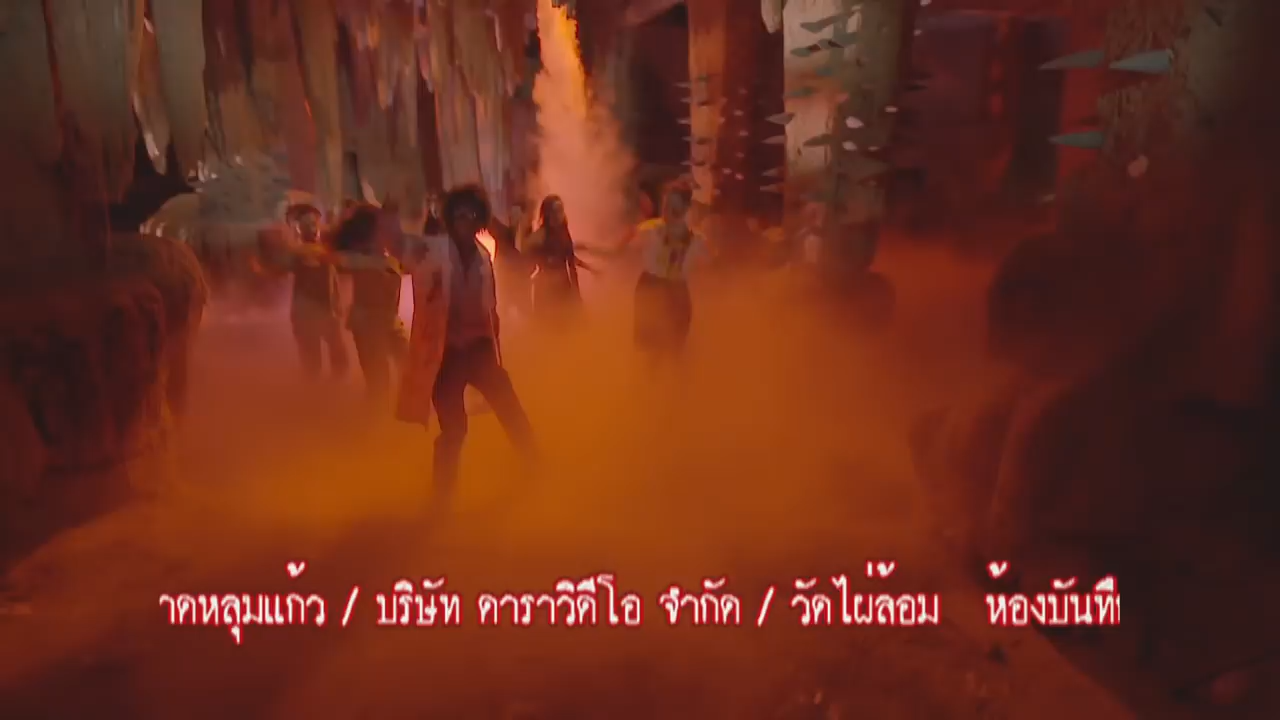 าดหลุมแก้ว / บริษัท ดาราวิดีโอ จำกัด / วัดไผ่ล้อม ห้องบันทึ